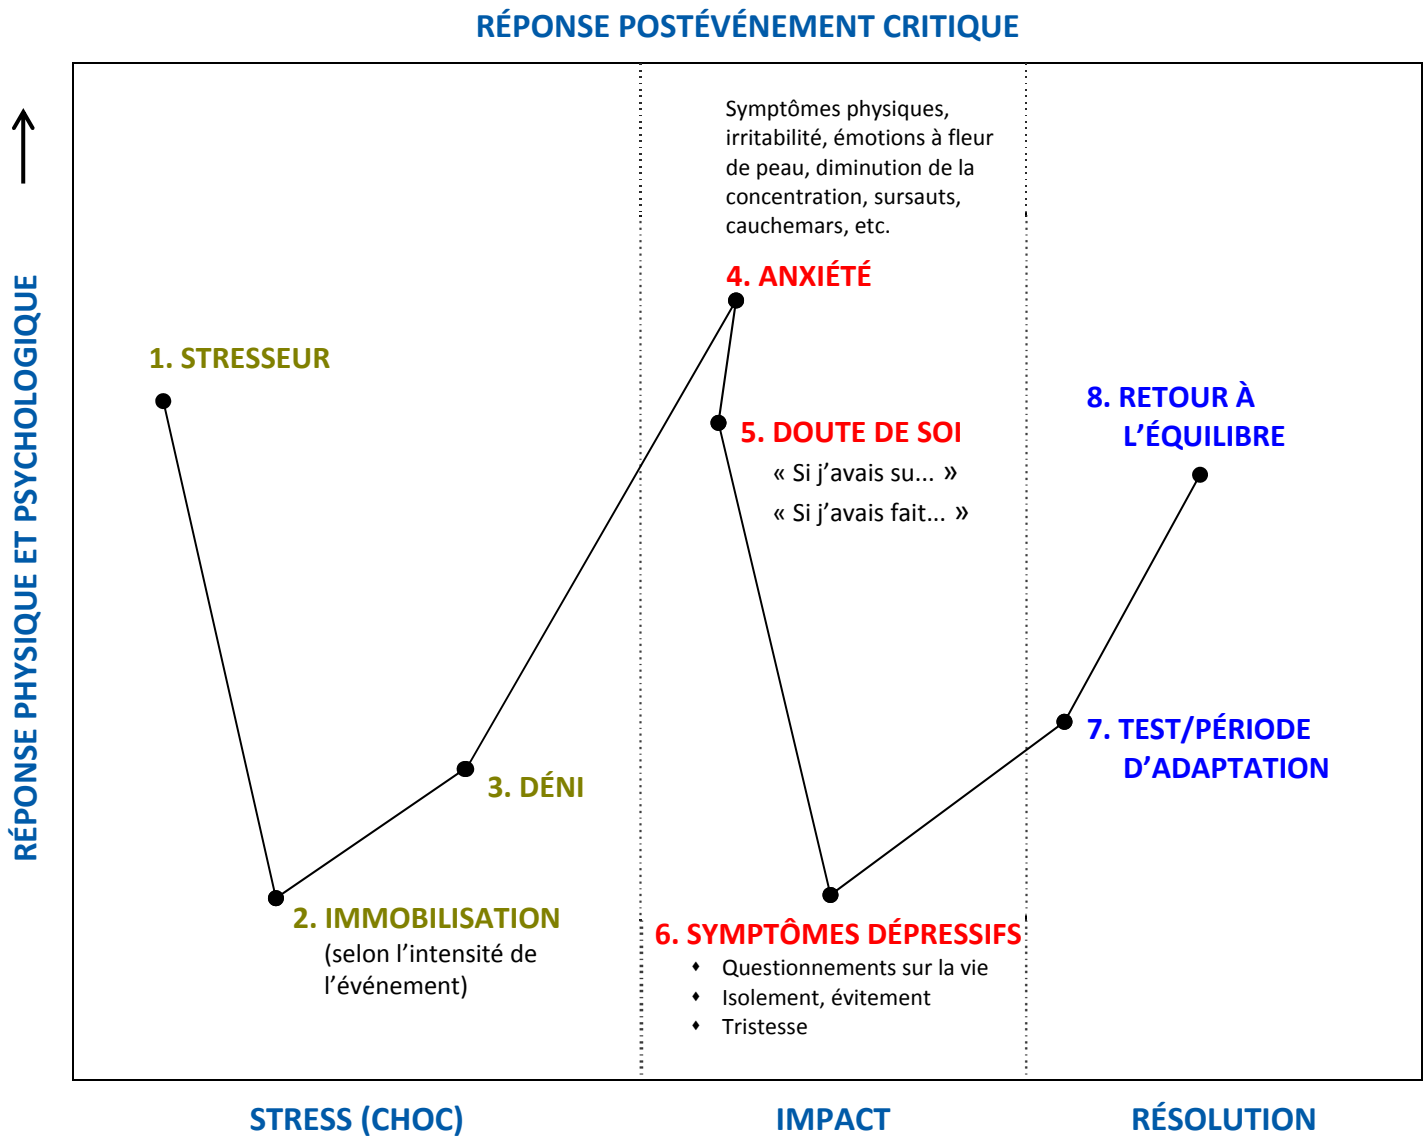 RÉPONSE POSTÉVÉNEMENT CRITIQUE
RÉPONSE PHYSIQUE ET PSYCHOLOGIQUE
Symptômes physiques,
irritabilité, émotions à fleur
de peau, diminution de la
concentration, sursauts,
cauchemars, etc.
4. ANXIÉTÉ
1. STRESSEUR
5. DOUTE DE SOI
« Si j’avais su... »
« Si j’avais fait... »
8. RETOUR À
L’ÉQUILIBRE
3. DÉNI
7. TEST/PÉRIODE
D’ADAPTATION
2. IMMOBILISATION
(selon l’intensité de
l’événement)
6. SYMPTÔMES DÉPRESSIFS
♦ Questionnements sur la vie
♦ Isolement, évitement
♦ Tristesse
STRESS (CHOC)
IMPACT
RÉSOLUTION